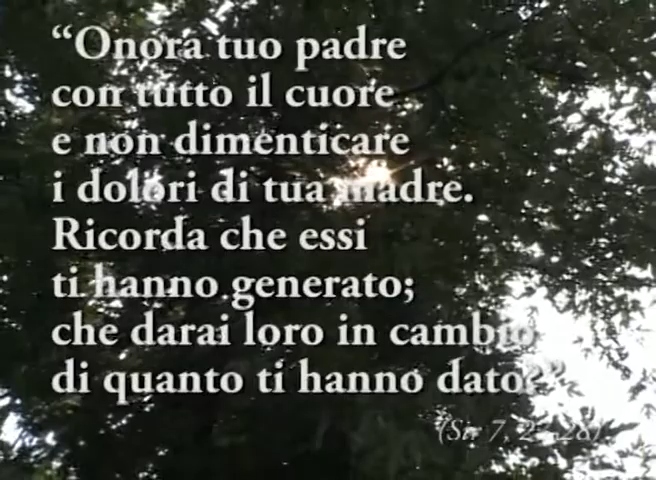 “Onora tuo padre
con tutto il cuore
e non dimenticare
i dolori di tua madre.
Ricorda che essi
ti hanno generato;
che darai loro in cambio
di quanto ti hanno dato?”
(Sir 7, 27-28)